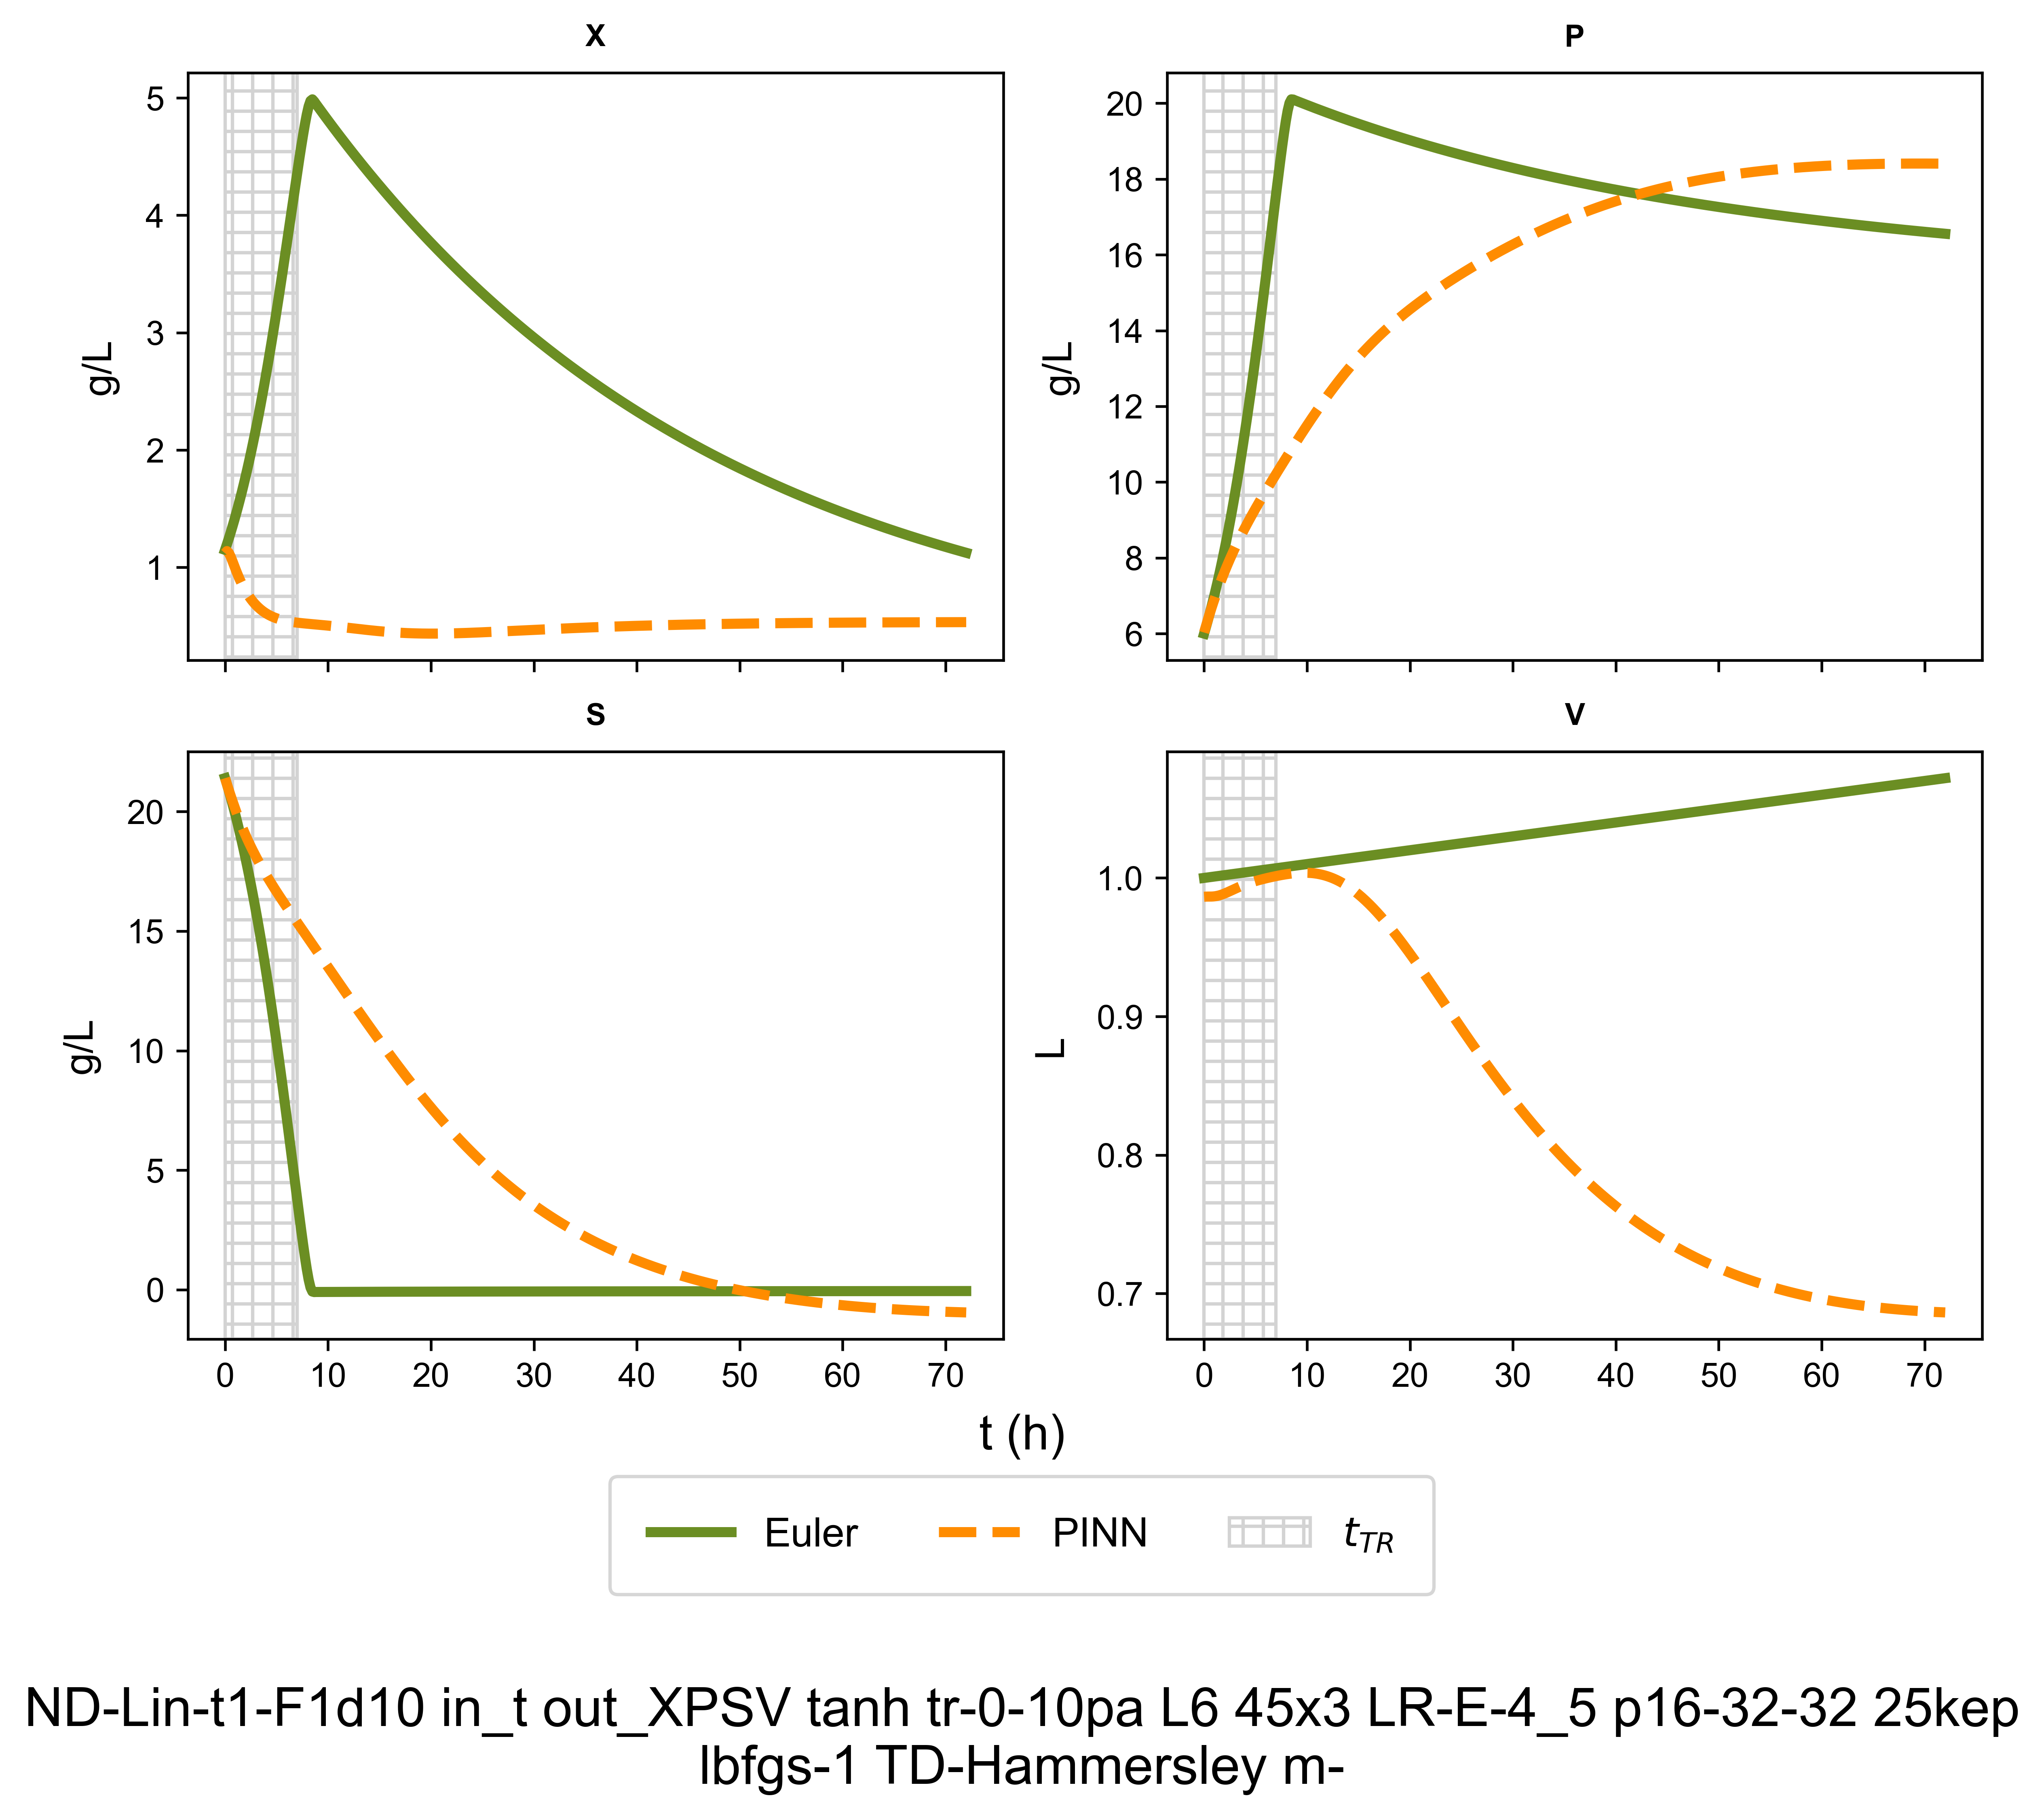 X
5
4
3
2
1
g/L
P
20
18
16
14
12
10
8
6
g/L
S
20
15
10
5
0
g/L
0 10 20 30 40 50 60 70
V
1.0
0.9
0.8
0.7
L
0 10 20 30 40 50 60 70
t (h)
Euler PINN t_TR
ND-Lin-t1-F1d10 in_t out_XPSV tanh tr-0-10pa L6 45x3 LR-E-4_5 p16-32-32 25kep
lbfgs-1 TD-Hammersley m-